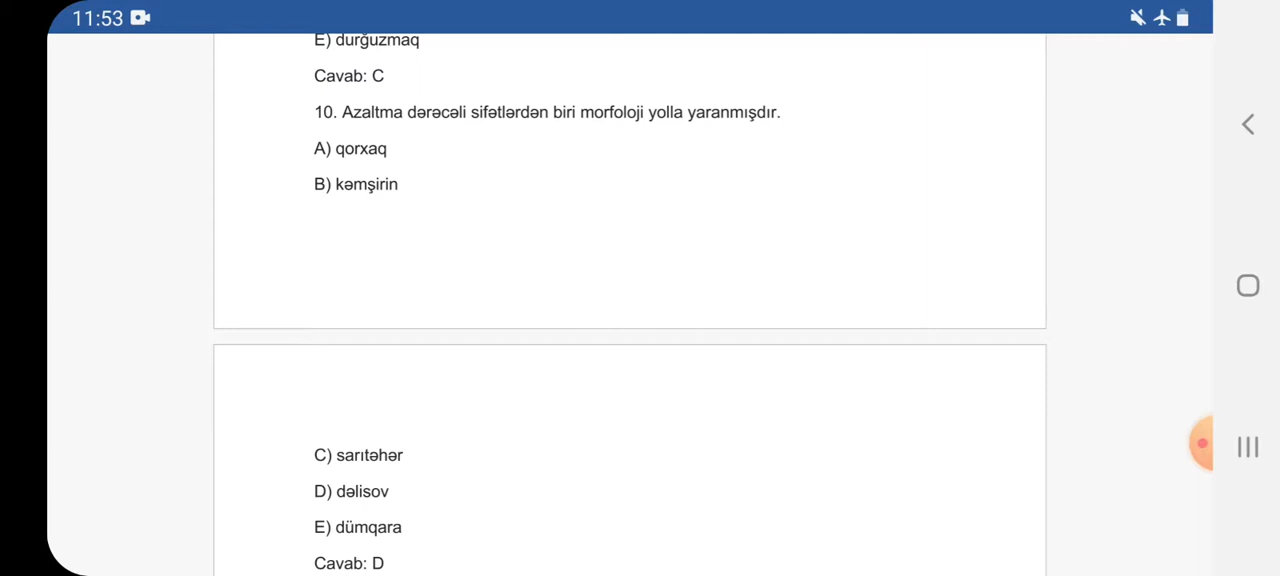 11:53
E) durğuzmaq
Cavab: C
10. Azaltma dərəcəli sifətlərdən biri morfoloji yolla yaranmışdır.
A) qorxaq
B) kəmşirin
C) sarıtəhər
D) dəlisov
E) dümqara
Cavab: D